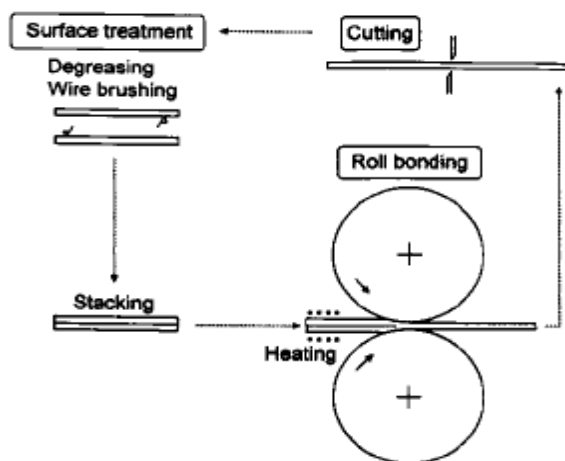 Surface treatment
Cutting
Degreasing
Wire brushing
Roll bonding
Stacking
Heating